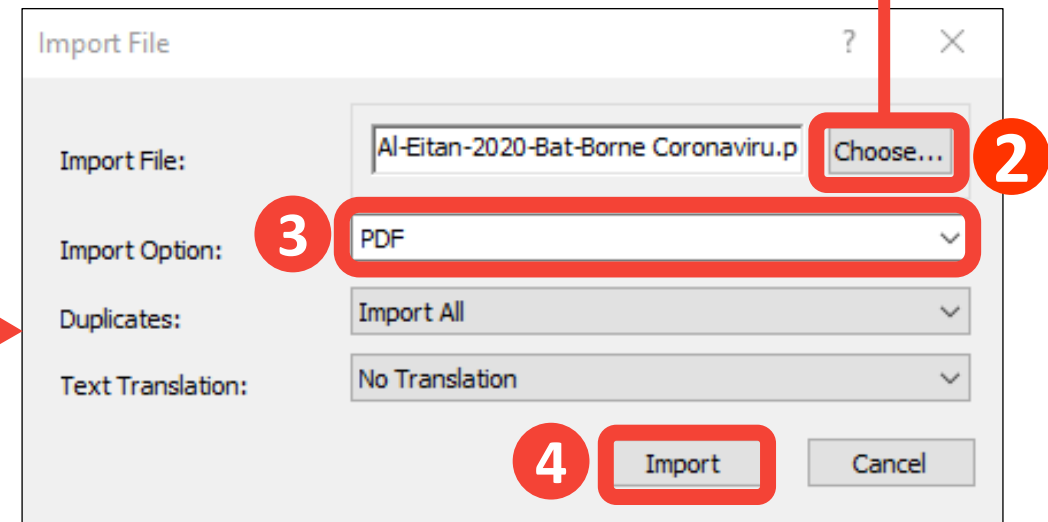 Import File ?
Import File: Al-Eitan-2020-Bat-Borne Coronaviru.p Choose... 2
Import Option: 3 PDF
Duplicates: Import All
Text Translation: No Translation
4 Import Cancel